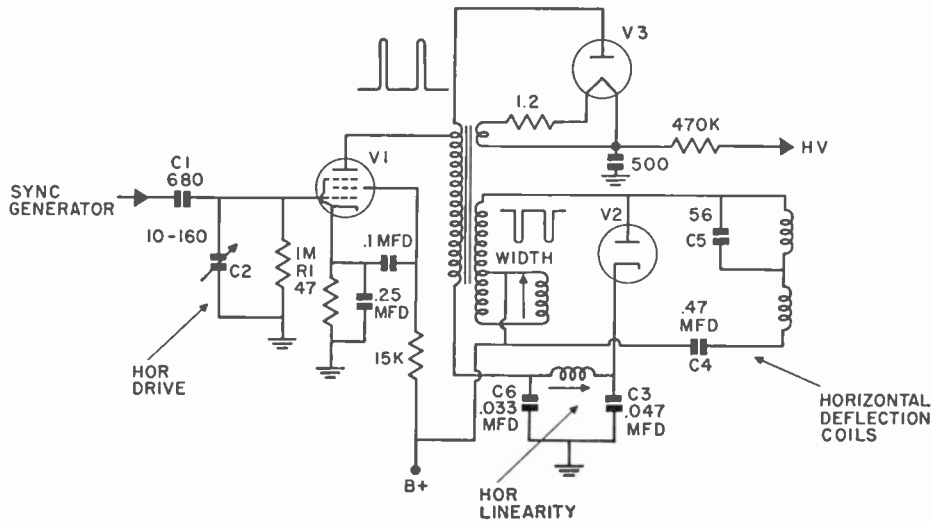 V3
1.2
470K
HV
500
V1
C1
680
SYNC
GENERATOR
10-160
C2
1M
R1
47
.1 MFD
.25
MFD
15K
WIDTH
V2
56
C5
.47
MFD
C4
HOR
DRIVE
C6
.033
MFD
C3
.047
MFD
HORIZONTAL
DEFLECTION
COILS
B+
HOR
LINEARITY